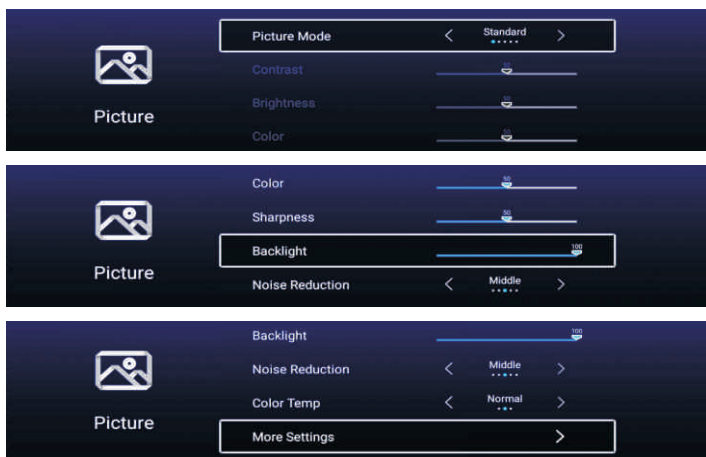 Picture Mode
Standard
Contrast
50
Brightness
50
Picture
Color
50
Color
50
Sharpness
50
Backlight
100
Picture
Noise Reduction
Middle
Backlight
100
Noise Reduction
Middle
Color Temp
Normal
Picture
More Settings